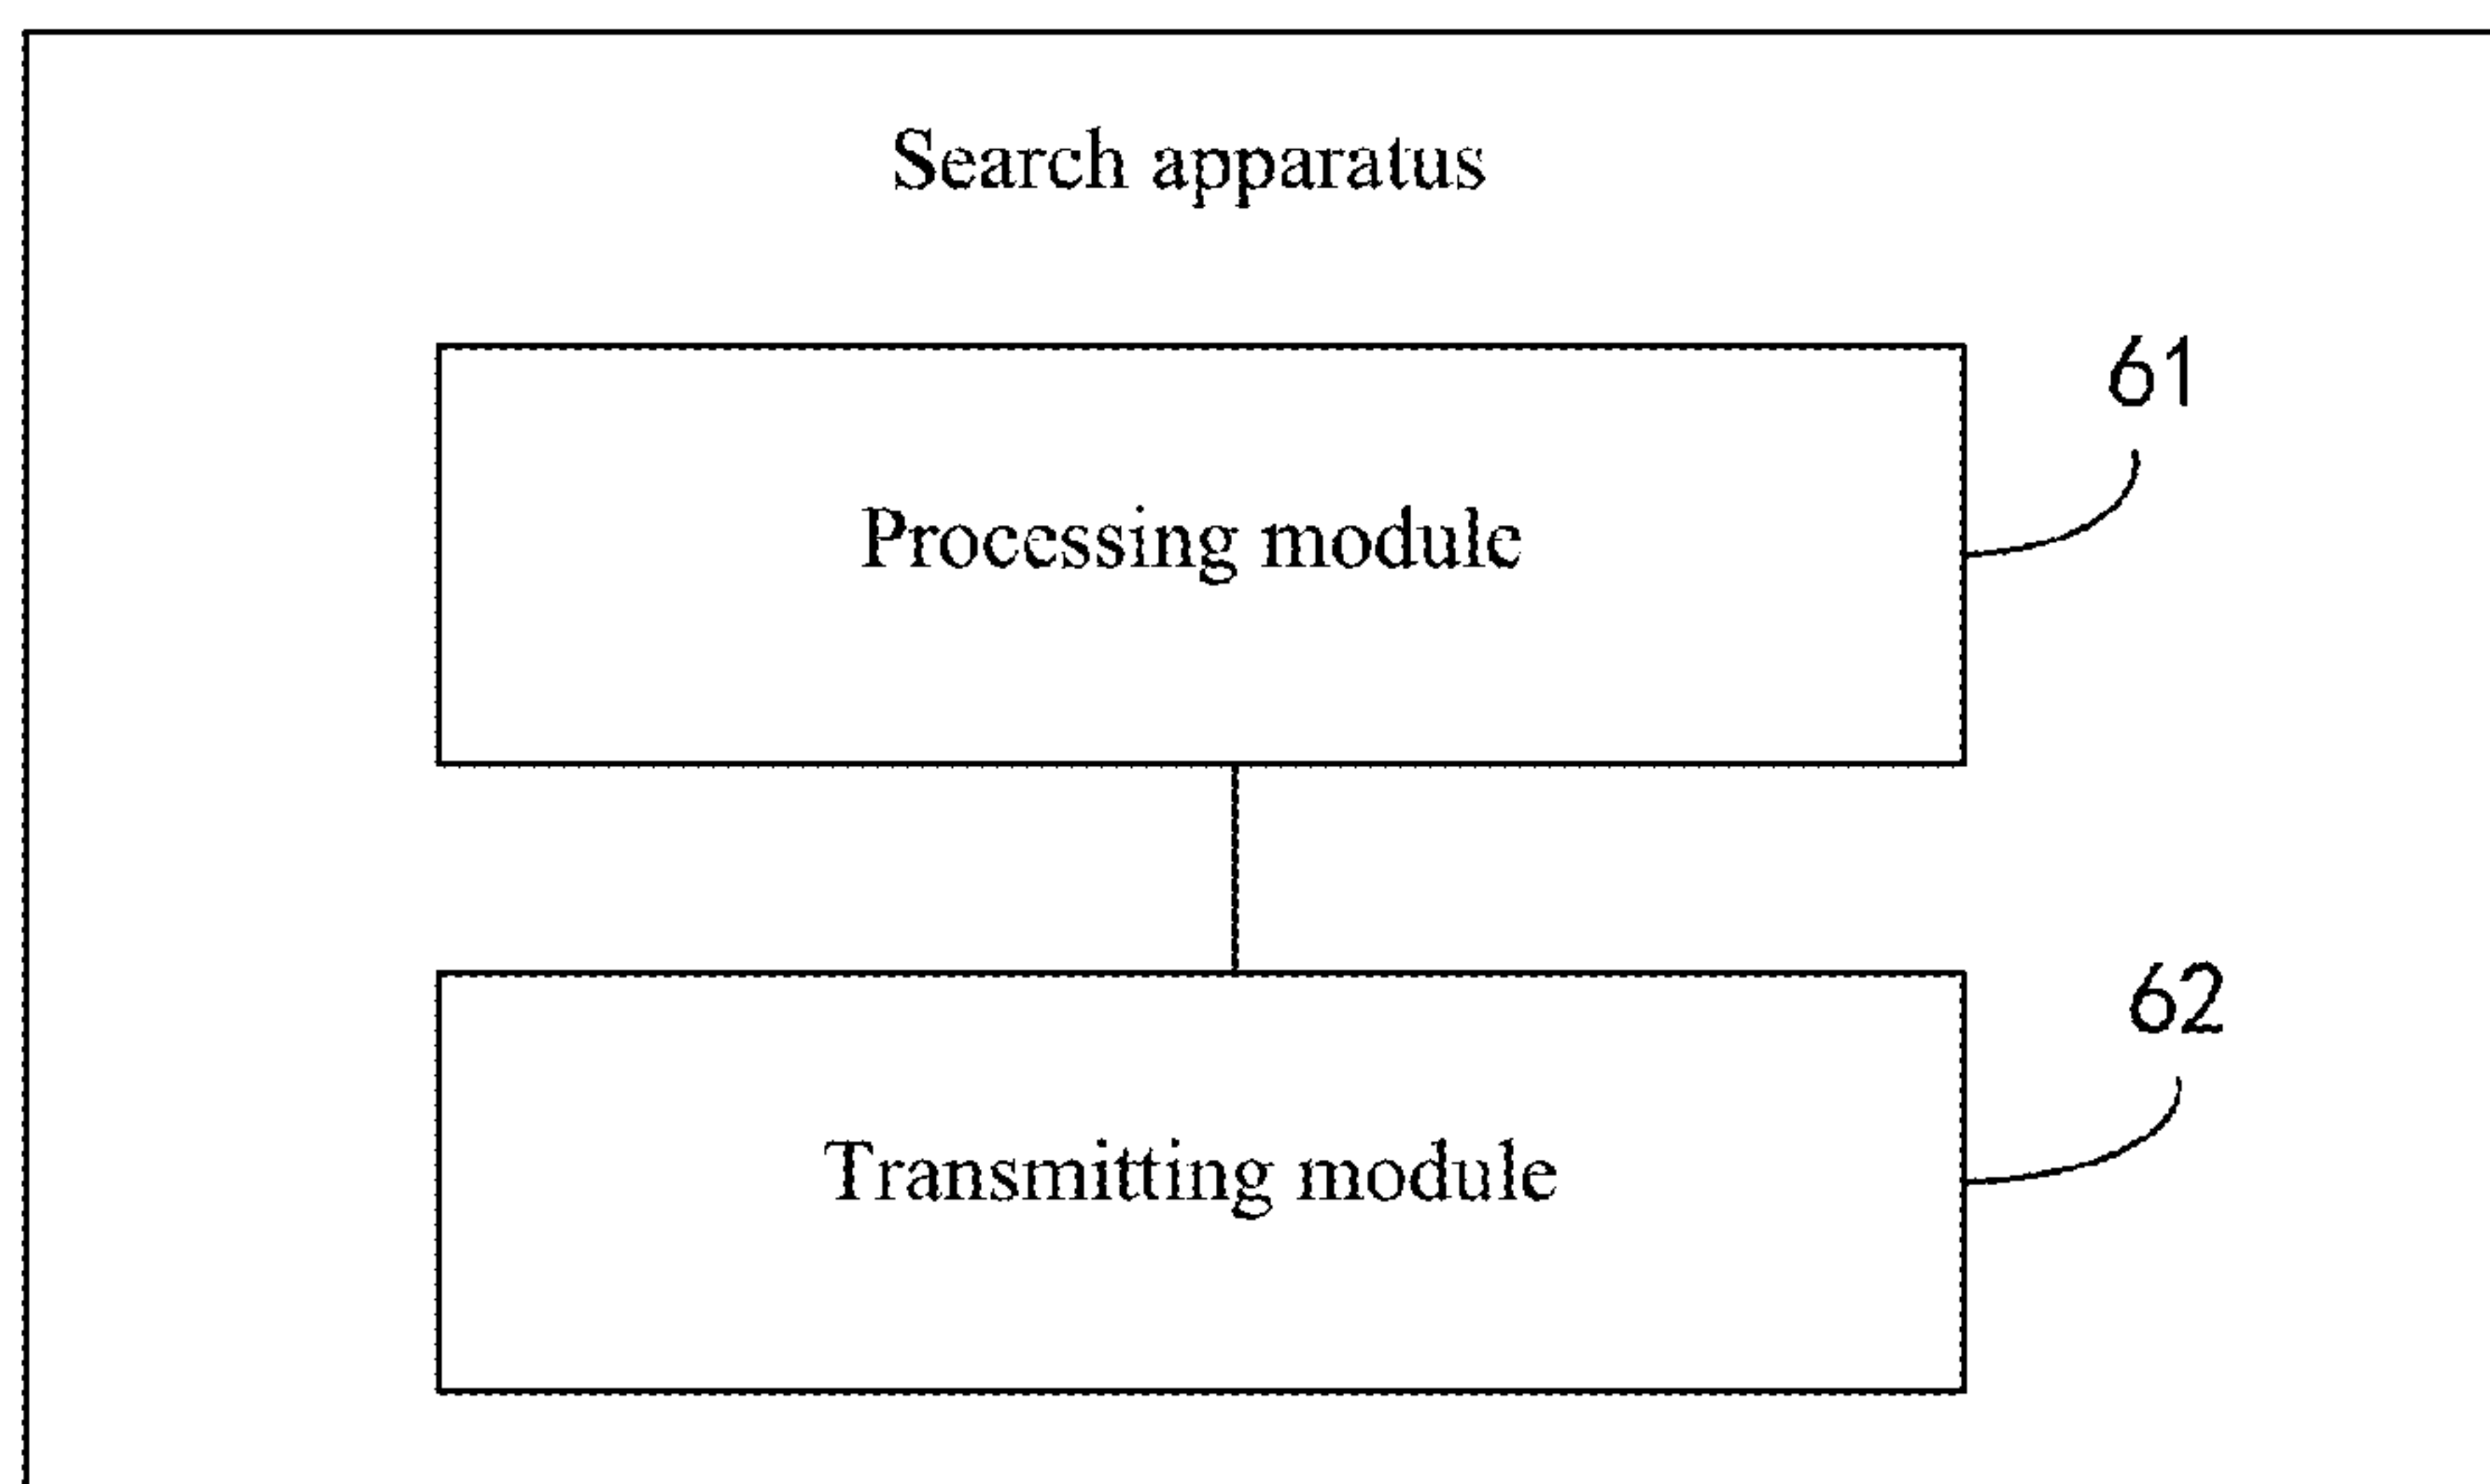 Search apparatus
61
Processing module
62
Transmitting module